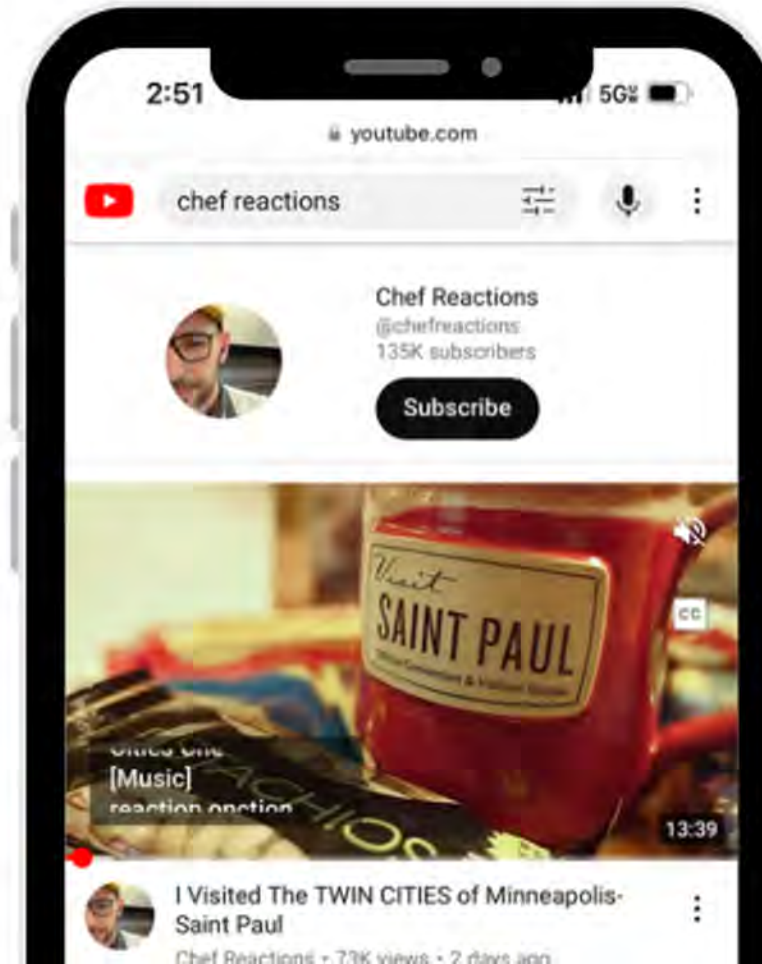 2:51
5G
youtube.com
chef reactions
Chef Reactions
@chefreactions
135K subscribers
Subscribe
Visit
SAINT PAUL
CC
[Music]
ACHIOS
13:39
I Visited The TWIN CITIES of Minneapolis-
Saint Paul
Chef Reactions • 73K views • 2 days ago